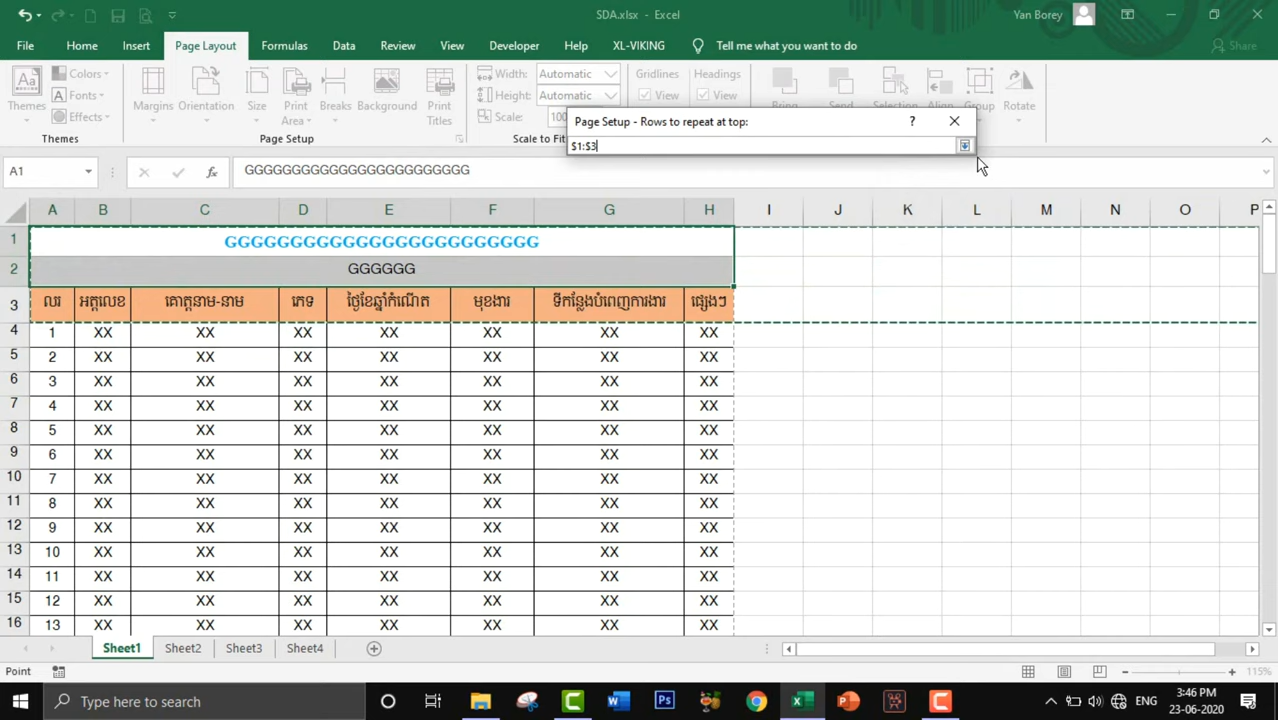 SDA.xlsx - Excel
Yan Borey
File Home Insert Page Layout Formulas Data Review View Developer Help XL-VIKING Tell me what you want to do Share
Themes Colors Fonts Effects Margins Orientation Size Print Area Breaks Background Print Titles Width: Automatic Height: Automatic Scale: 100 Gridlines View Headings View Bring Send Selection Align Group Rotate
Themes Page Setup Scale to Fi
Page Setup - Rows to repeat at top: ?
$1:$3
A1 fx GGGGGGGGGGGGGGGGGGGGGGGG
A B C D E F G H I J K L M N O P
1 GGGGGGGGGGGGGGGGGGGGGGGG
2 GGGGGG
3 លរ អត្តលេខ គោត្តនាម-នាម ភេទ ថ្ងៃខែឆ្នាំកំណើត មុខងារ ទីកន្លែងបំពេញការងារ ផ្សេងៗ
4 1 XX XX XX XX XX XX XX
5 2 XX XX XX XX XX XX XX
6 3 XX XX XX XX XX XX XX
7 4 XX XX XX XX XX XX XX
8 5 XX XX XX XX XX XX XX
9 6 XX XX XX XX XX XX XX
10 7 XX XX XX XX XX XX XX
11 8 XX XX XX XX XX XX XX
12 9 XX XX XX XX XX XX XX
13 10 XX XX XX XX XX XX XX
14 11 XX XX XX XX XX XX XX
15 12 XX XX XX XX XX XX XX
16 13 XX XX XX XX XX XX XX
Sheet1 Sheet2 Sheet3 Sheet4
Point 115%
Type here to search ENG 3:46 PM
23-06-2020